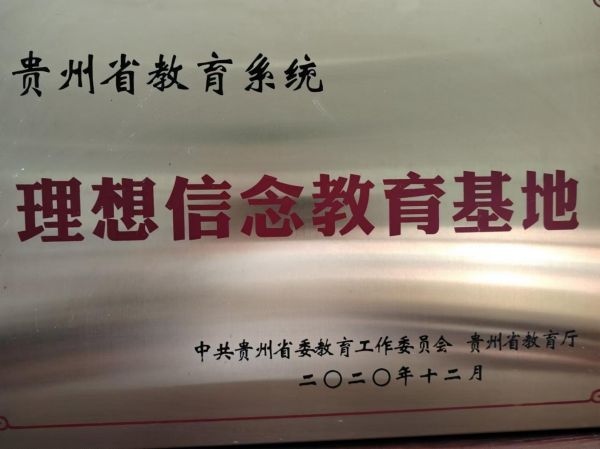 贵州省教育系统
理想信念教育基地
中共贵州省委教育工作委员会 贵州省教育厅
二〇二〇年十二月